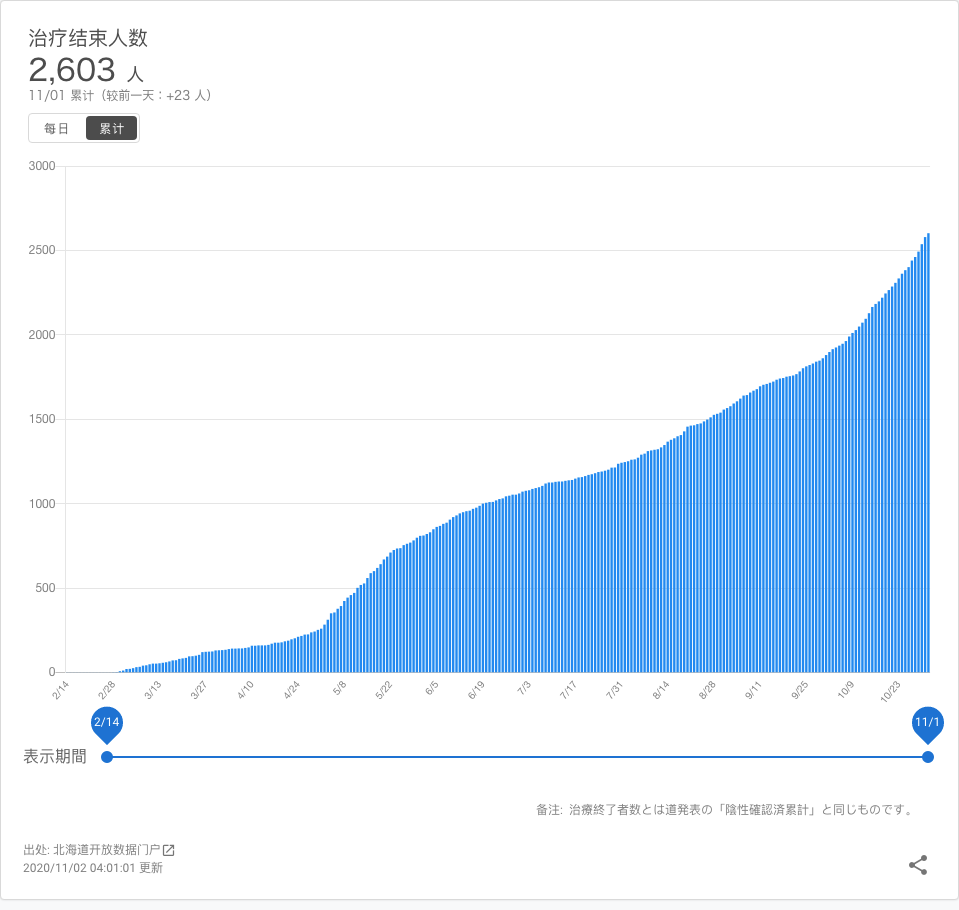 治疗结束人数
2,603 人
11/01 累计（较前一天：+23 人）
每日 累计
3000
2500
2000
1500
1000
500
0
2/14 2/28 3/13 3/27 4/10 4/24 5/8 5/22 6/5 6/19 7/3 7/17 7/31 8/14 8/28 9/11 9/25 10/9 10/23
2/14 11/1
表示期間
备注: 治療終了者数とは道発表の「陰性確認済累計」と同じものです。
出处: 北海道开放数据门户
2020/11/02 04:01:01 更新